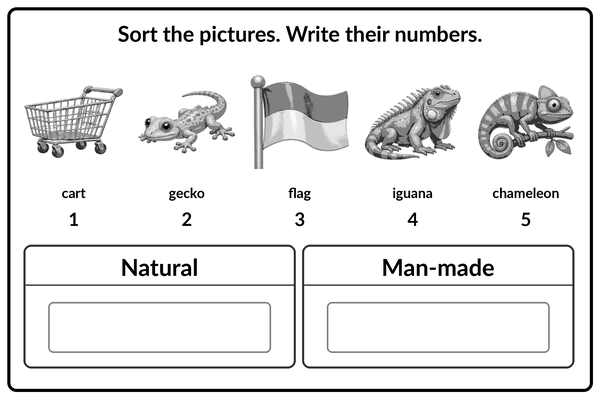 Sort the pictures. Write their numbers.
cart gecko flag iguana chameleon
1 2 3 4 5
Natural Man-made